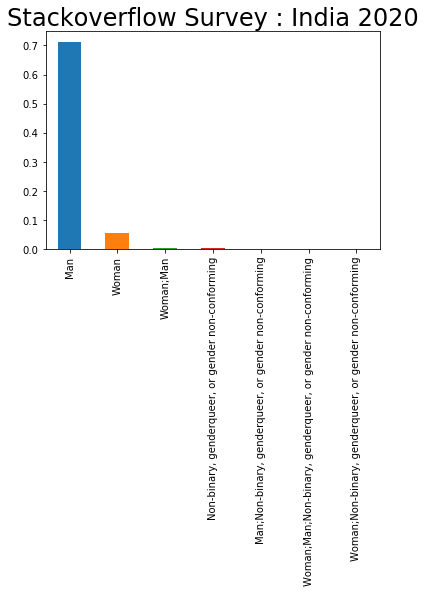 Stackoverflow Survey : India 2020
0.7
0.6
0.5
0.4
0.3
0.2
0.1
0.0
Man
Woman
Woman;Man
Non-binary, genderqueer, or gender non-conforming
Man;Non-binary, genderqueer, or gender non-conforming
Woman;Man;Non-binary, genderqueer, or gender non-conforming
Woman;Non-binary, genderqueer, or gender non-conforming